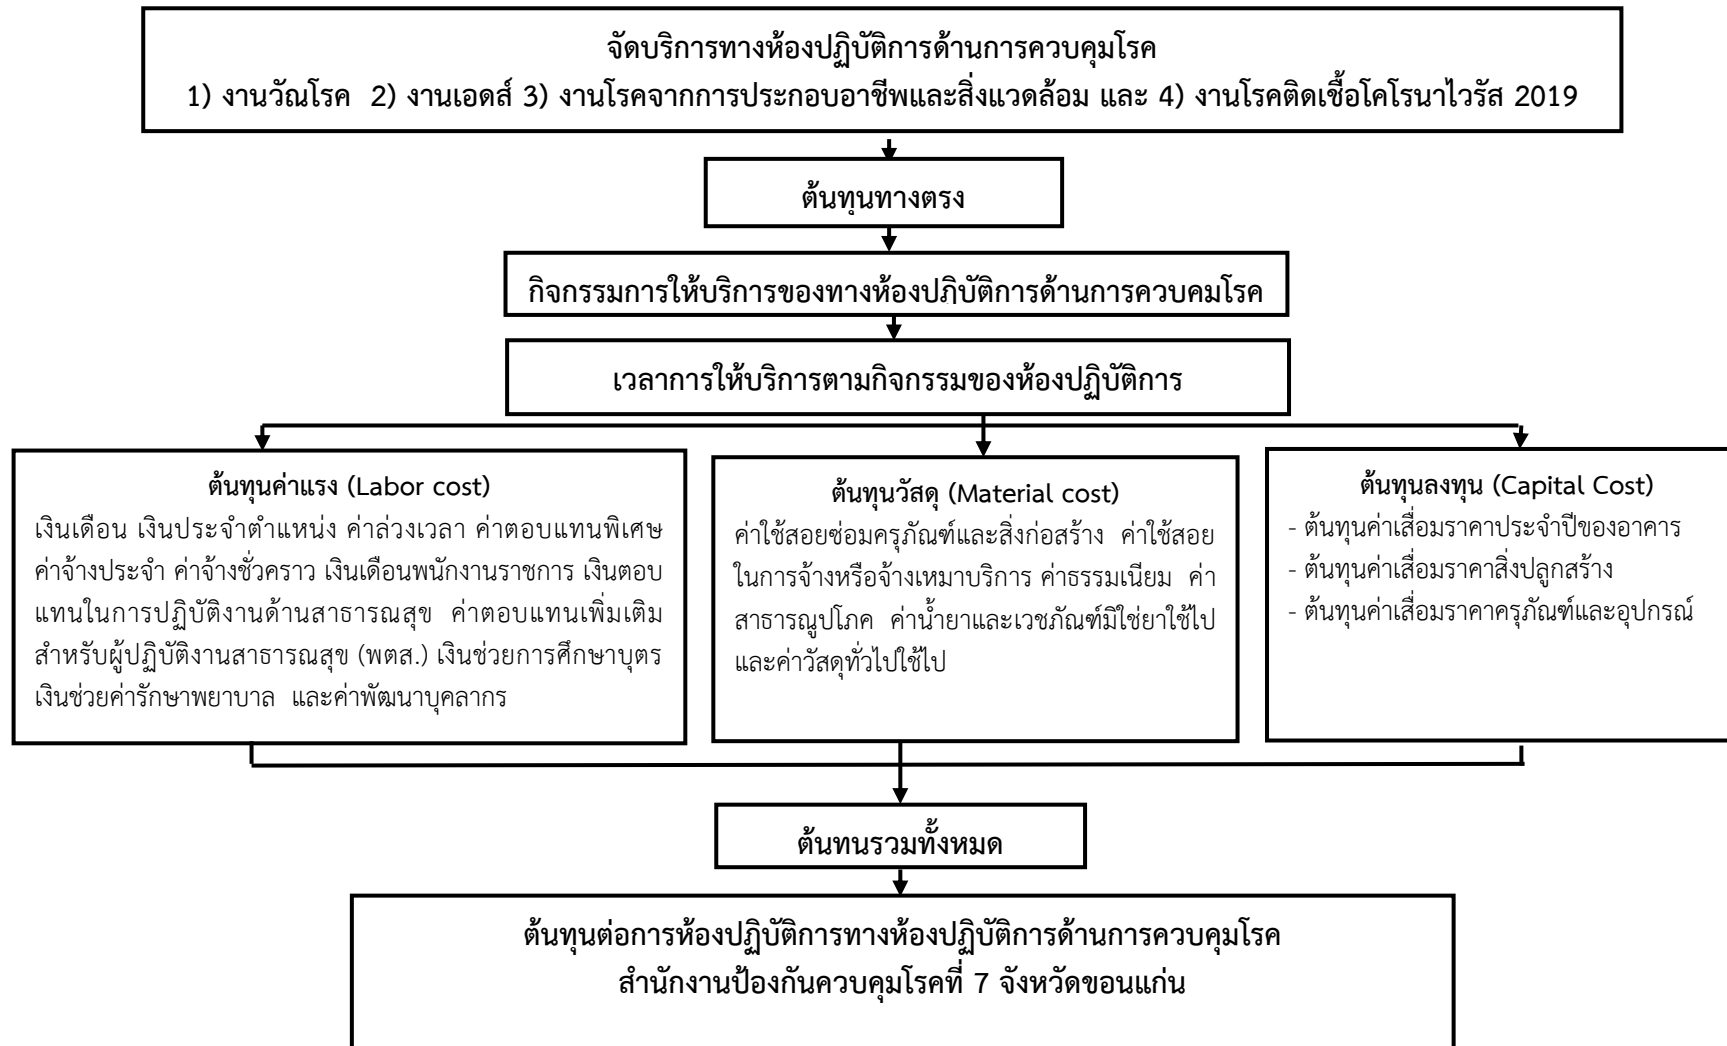 จัดบริการทางห้องปฏิบัติการด้านการควบคุมโรค
1) งานวัณโรค 2) งานเอดส์ 3) งานโรคจากการประกอบอาชีพและสิ่งแวดล้อม และ 4) งานโรคติดเชื้อโคโรนาไวรัส 2019
ต้นทุนทางตรง
กิจกรรมการให้บริการของทางห้องปฏิบัติการด้านการควบคมโรค
เวลาการให้บริการตามกิจกรรมของห้องปฏิบัติการ
ต้นทุนค่าแรง (Labor cost)
เงินเดือน เงินประจำตำแหน่ง ค่าล่วงเวลา ค่าตอบแทนพิเศษ
ค่าจ้างประจำ ค่าจ้างชั่วคราว เงินเดือนพนักงานราชการ เงินตอบ
แทนในการปฏิบัติงานด้านสาธารณสุข ค่าตอบแทนเพิ่มเติม
สำหรับผู้ปฏิบัติงานสาธารณสุข (พตส.) เงินช่วยการศึกษาบุตร
เงินช่วยค่ารักษาพยาบาล และค่าพัฒนาบุคลากร
ต้นทุนวัสดุ (Material cost)
ค่าใช้สอยซ่อมครุภัณฑ์และสิ่งก่อสร้าง ค่าใช้สอย
ในการจ้างหรือจ้างเหมาบริการ ค่าธรรมเนียม ค่า
สาธารณูปโภค ค่าน้ำยาและเวชภัณฑ์มิใช่ยาใช้ไป
และค่าวัสดุทั่วไปใช้ไป
ต้นทุนลงทุน (Capital Cost)
- ต้นทุนค่าเสื่อมราคาประจำปีของอาคาร
- ต้นทุนค่าเสื่อมราคาสิ่งปลูกสร้าง
- ต้นทุนค่าเสื่อมราคาครุภัณฑ์และอุปกรณ์
ต้นทนรวมทั้งหมด
ต้นทุนต่อการห้องปฏิบัติการทางห้องปฏิบัติการด้านการควบคุมโรค
สำนักงานป้องกันควบคุมโรคที่ 7 จังหวัดขอนแก่น